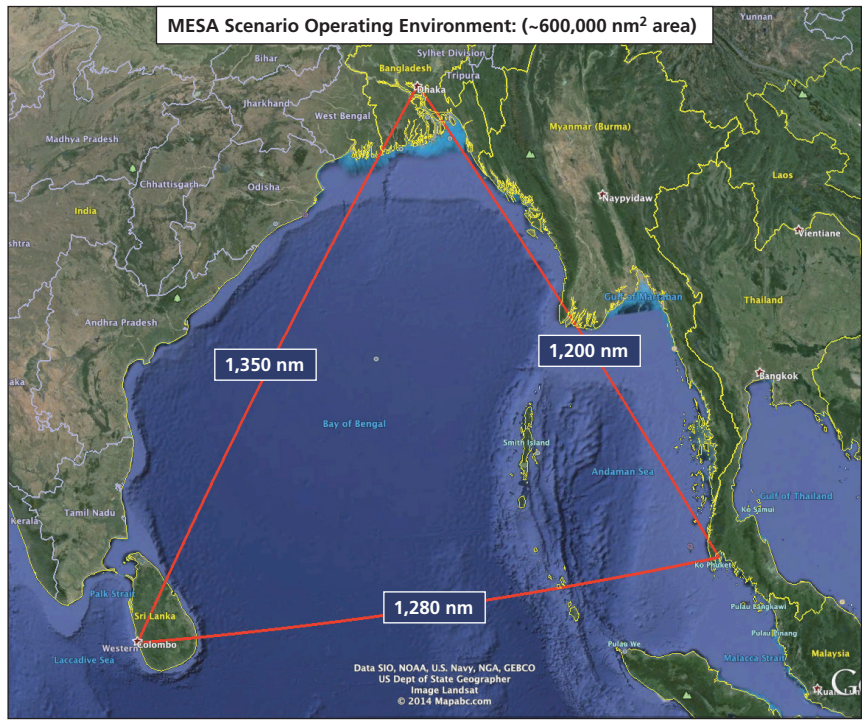 MESA Scenario Operating Environment: (~600,000 nm² area)
Yunnan
Sylhet Division
Bihar
Bangladesh
Tripura
Dhaka
Jharkhand
West Bengal
Myanmar (Burma)
Madhya Pradesh
Laos
Chhattisgarh
Odisha
Naypyidaw
India
Vientiane
shtra
Gulf of Martaban
Thailand
Andhra Pradesh
1,350 nm
1,200 nm
Bangkok
aka
Bay of Bengal
Smith Island
Andaman Sea
Gulf of Thailand
Ko Samui
Tamil Nadu
Kerala
Ko Phuket
Palk Strait
1,280 nm
Pulau Langkawi
Sri Lanka
Pulau Pinang
Western
Colombo
Pulau We
Malaysia
Laccadive Sea
Malacca Strait
Data SIO, NOAA, U.S. Navy, NGA, GEBCO
US Dept of State Geographer
Image Landsat
© 2014 Mapabc.com